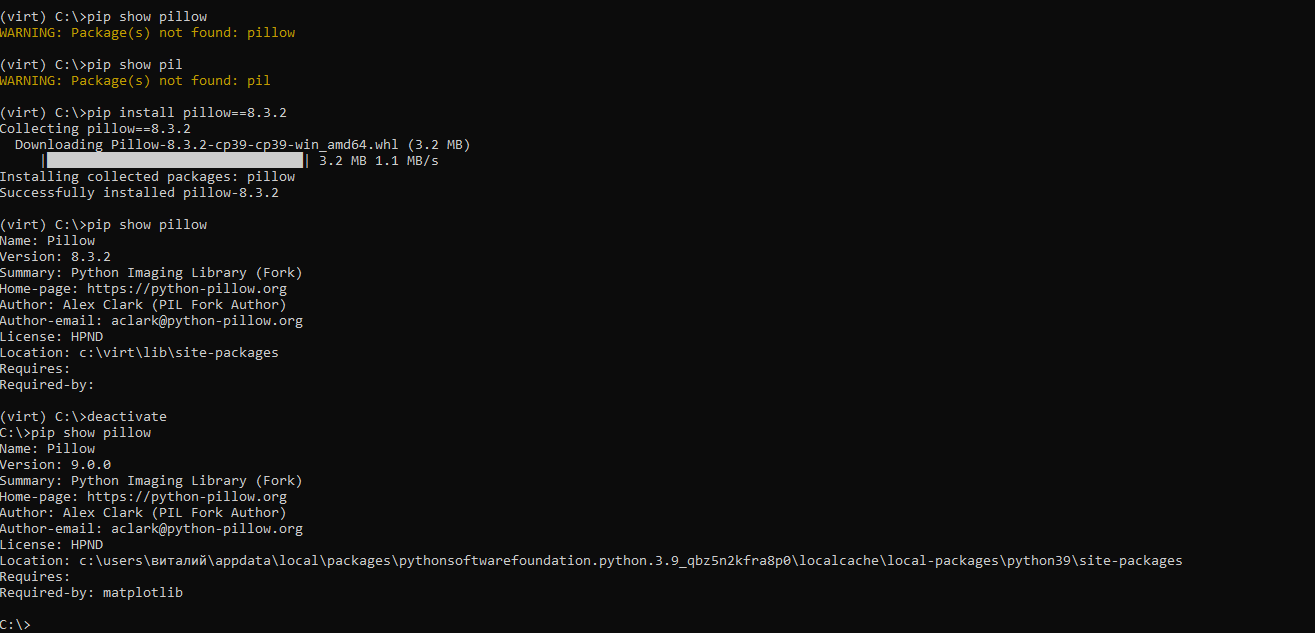 (virt) C:\>pip show pillow
WARNING: Package(s) not found: pillow
(virt) C:\>pip show pil
WARNING: Package(s) not found: pil
(virt) C:\>pip install pillow==8.3.2
Collecting pillow==8.3.2
  Downloading Pillow-8.3.2-cp39-cp39-win_amd64.whl (3.2 MB)
     |████████████████████████████████| 3.2 MB 1.1 MB/s
Installing collected packages: pillow
Successfully installed pillow-8.3.2
(virt) C:\>pip show pillow
Name: Pillow
Version: 8.3.2
Summary: Python Imaging Library (Fork)
Home-page: https://python-pillow.org
Author: Alex Clark (PIL Fork Author)
Author-email: aclark@python-pillow.org
License: HPND
Location: c:\virt\lib\site-packages
Requires:
Required-by:
(virt) C:\>deactivate
C:\>pip show pillow
Name: Pillow
Version: 9.0.0
Summary: Python Imaging Library (Fork)
Home-page: https://python-pillow.org
Author: Alex Clark (PIL Fork Author)
Author-email: aclark@python-pillow.org
License: HPND
Location: c:\users\виталий\appdata\local\packages\pythonsoftwarefoundation.python.3.9_qbz5n2kfra8p0\localcache\local-packages\python39\site-packages
Requires:
Required-by: matplotlib
C:\>